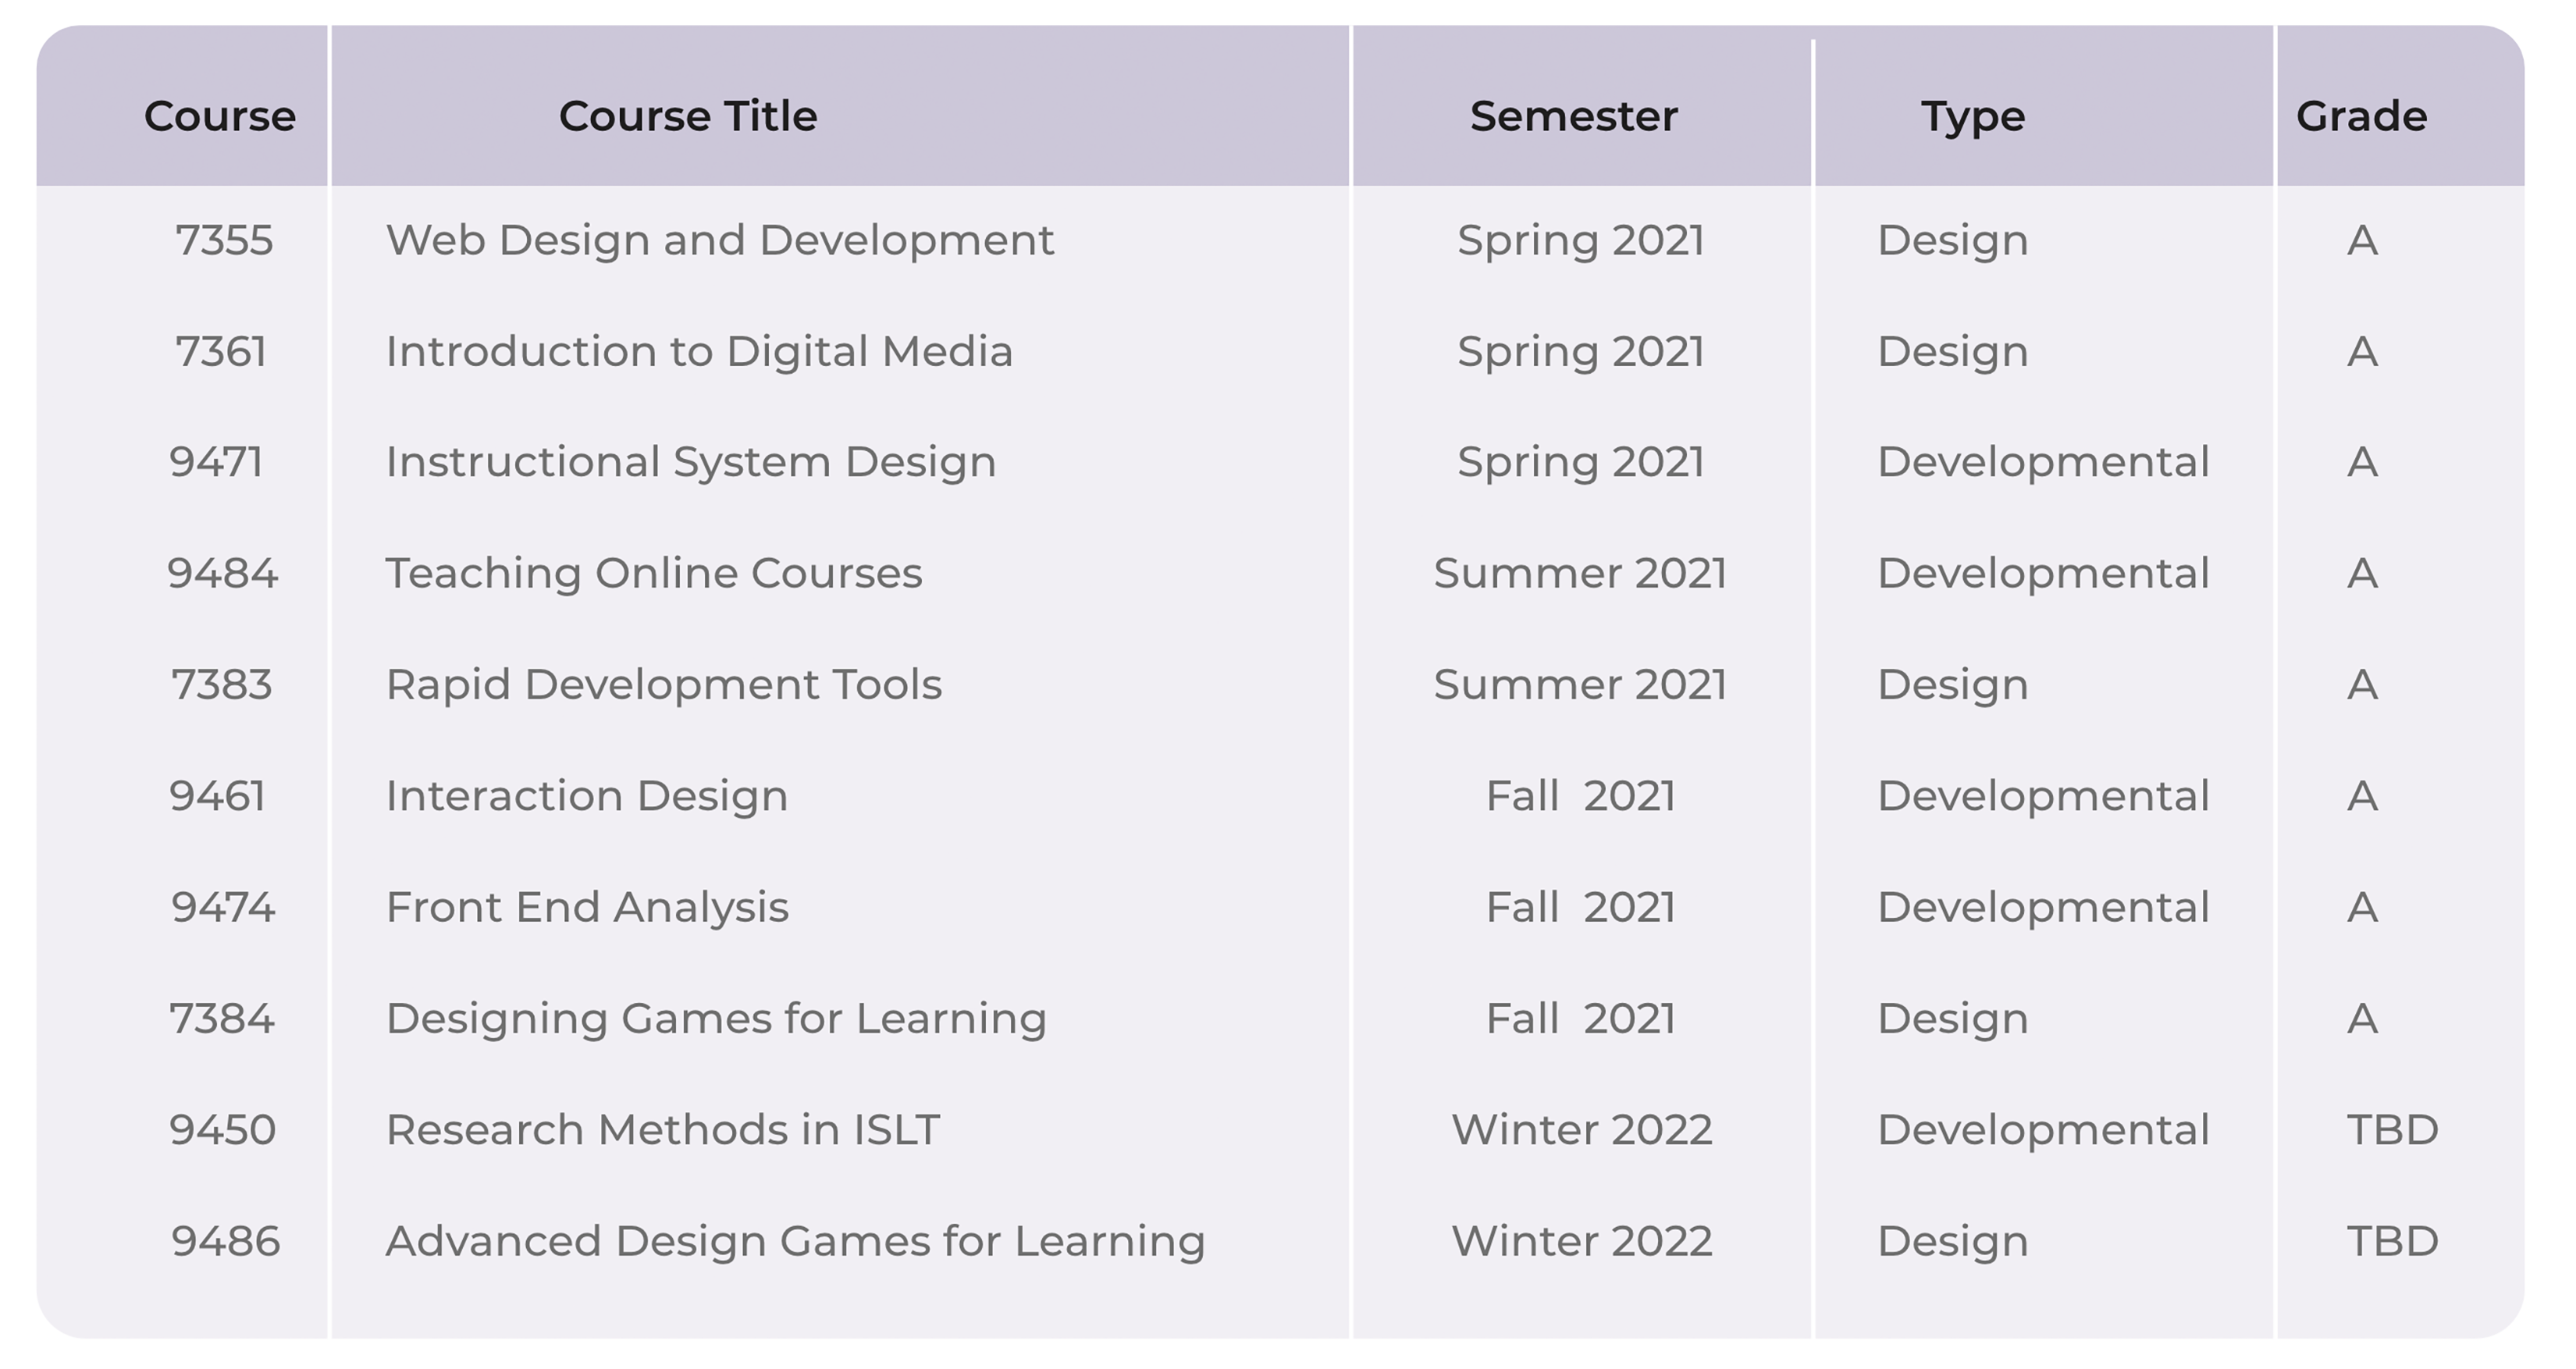 Course Course Title Semester Type Grade
7355 Web Design and Development Spring 2021 Design A
7361 Introduction to Digital Media Spring 2021 Design A
9471 Instructional System Design Spring 2021 Developmental A
9484 Teaching Online Courses Summer 2021 Developmental A
7383 Rapid Development Tools Summer 2021 Design A
9461 Interaction Design Fall 2021 Developmental A
9474 Front End Analysis Fall 2021 Developmental A
7384 Designing Games for Learning Fall 2021 Design A
9450 Research Methods in ISLT Winter 2022 Developmental TBD
9486 Advanced Design Games for Learning Winter 2022 Design TBD